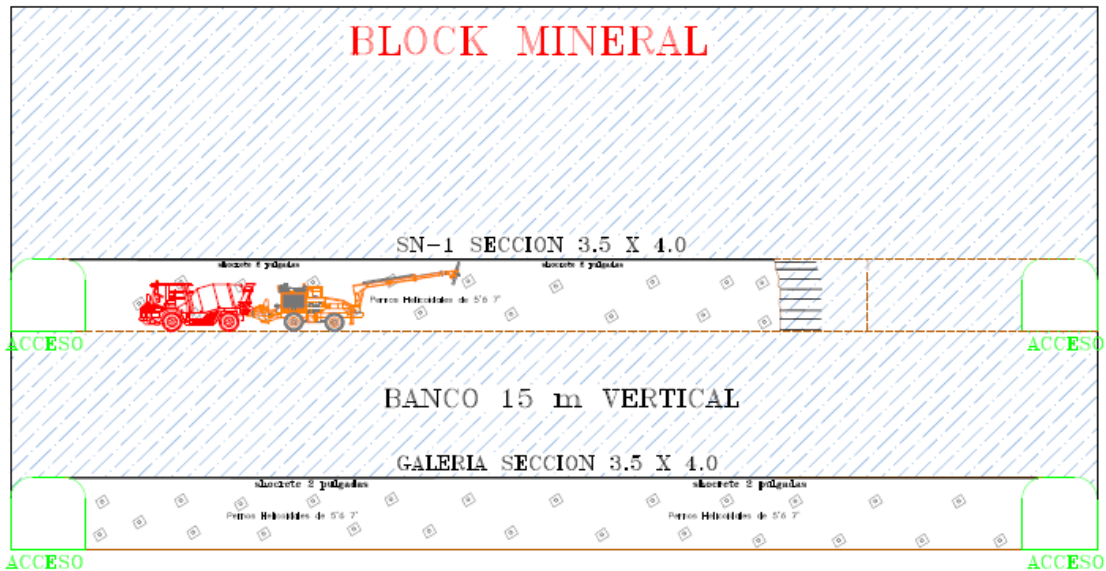 BLOCK MINERAL
SN-1 SECCION 3.5 X 4.0
shocrete 2 pulgadas shocrete 2 pulgadas
Pernos Helicoidales de 5'6 7"
ACCESO ACCESO
BANCO 15 m VERTICAL
GALERIA SECCION 3.5 X 4.0
shocrete 2 pulgadas shocrete 2 pulgadas
Pernos Helicoidales de 5'6 7" Pernos Helicoidales de 5'6 7"
ACCESO ACCESO